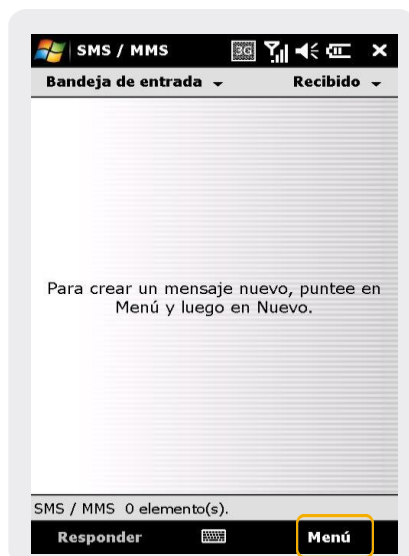 SMS / MMS 3G
Bandeja de entrada Recibido
Para crear un mensaje nuevo, puntee en
Menú y luego en Nuevo.
SMS / MMS 0 elemento(s).
Responder Menú